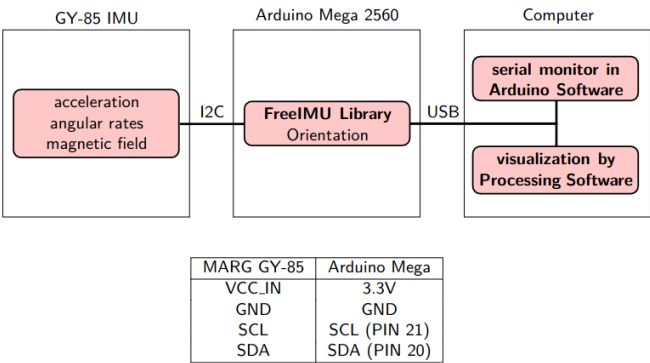 GY-85 IMU
Arduino Mega 2560
Computer
acceleration
angular rates
magnetic field
I2C
FreeIMU Library
Orientation
USB
serial monitor in
Arduino Software
visualization by
Processing Software
MARG GY-85 Arduino Mega
VCC_IN 3.3V
GND GND
SCL SCL (PIN 21)
SDA SDA (PIN 20)